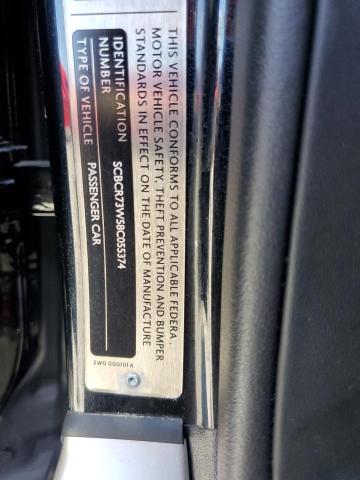 THIS VEHICLE CONFORMS TO ALL APPLICABLE FEDERA.
MOTOR VEHICLE SAFETY, THEFT PREVENTION AND BUMPER
STANDARDS IN EFFECT ON THE DATE OF MANUFACTURE
IDENTIFICATION
NUMBER SCBCR73W58C055374
TYPE OF VEHICLE PASSENGER CAR
3W0 000101A